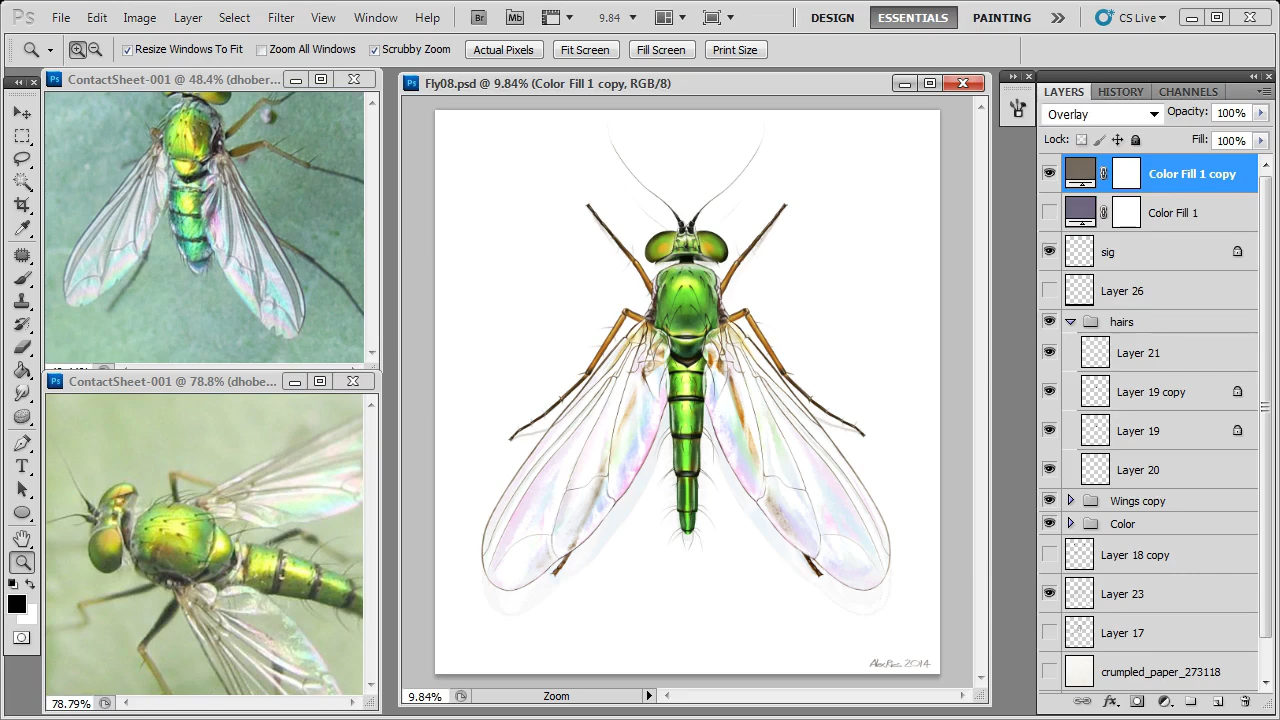 Ps File Edit Image Layer Select Filter View Window Help Br Mb 9.84 DESIGN ESSENTIALS PAINTING CS Live
Resize Windows To Fit Zoom All Windows Scrubby Zoom Actual Pixels Fit Screen Fill Screen Print Size
Ps ContactSheet-001 @ 48.4% (dhober...
Ps ContactSheet-001 @ 78.8% (dhobe...
78.79%
Ps Fly08.psd @ 9.84% (Color Fill 1 copy, RGB/8)
2014
9.84% Zoom
LAYERS HISTORY CHANNELS
Overlay Opacity: 100%
Lock: Fill: 100%
Color Fill 1 copy
Color Fill 1
sig
Layer 26
hairs
Layer 21
Layer 19 copy
Layer 19
Layer 20
Wings copy
Color
Layer 18 copy
Layer 23
Layer 17
crumpled_paper_273118
fx